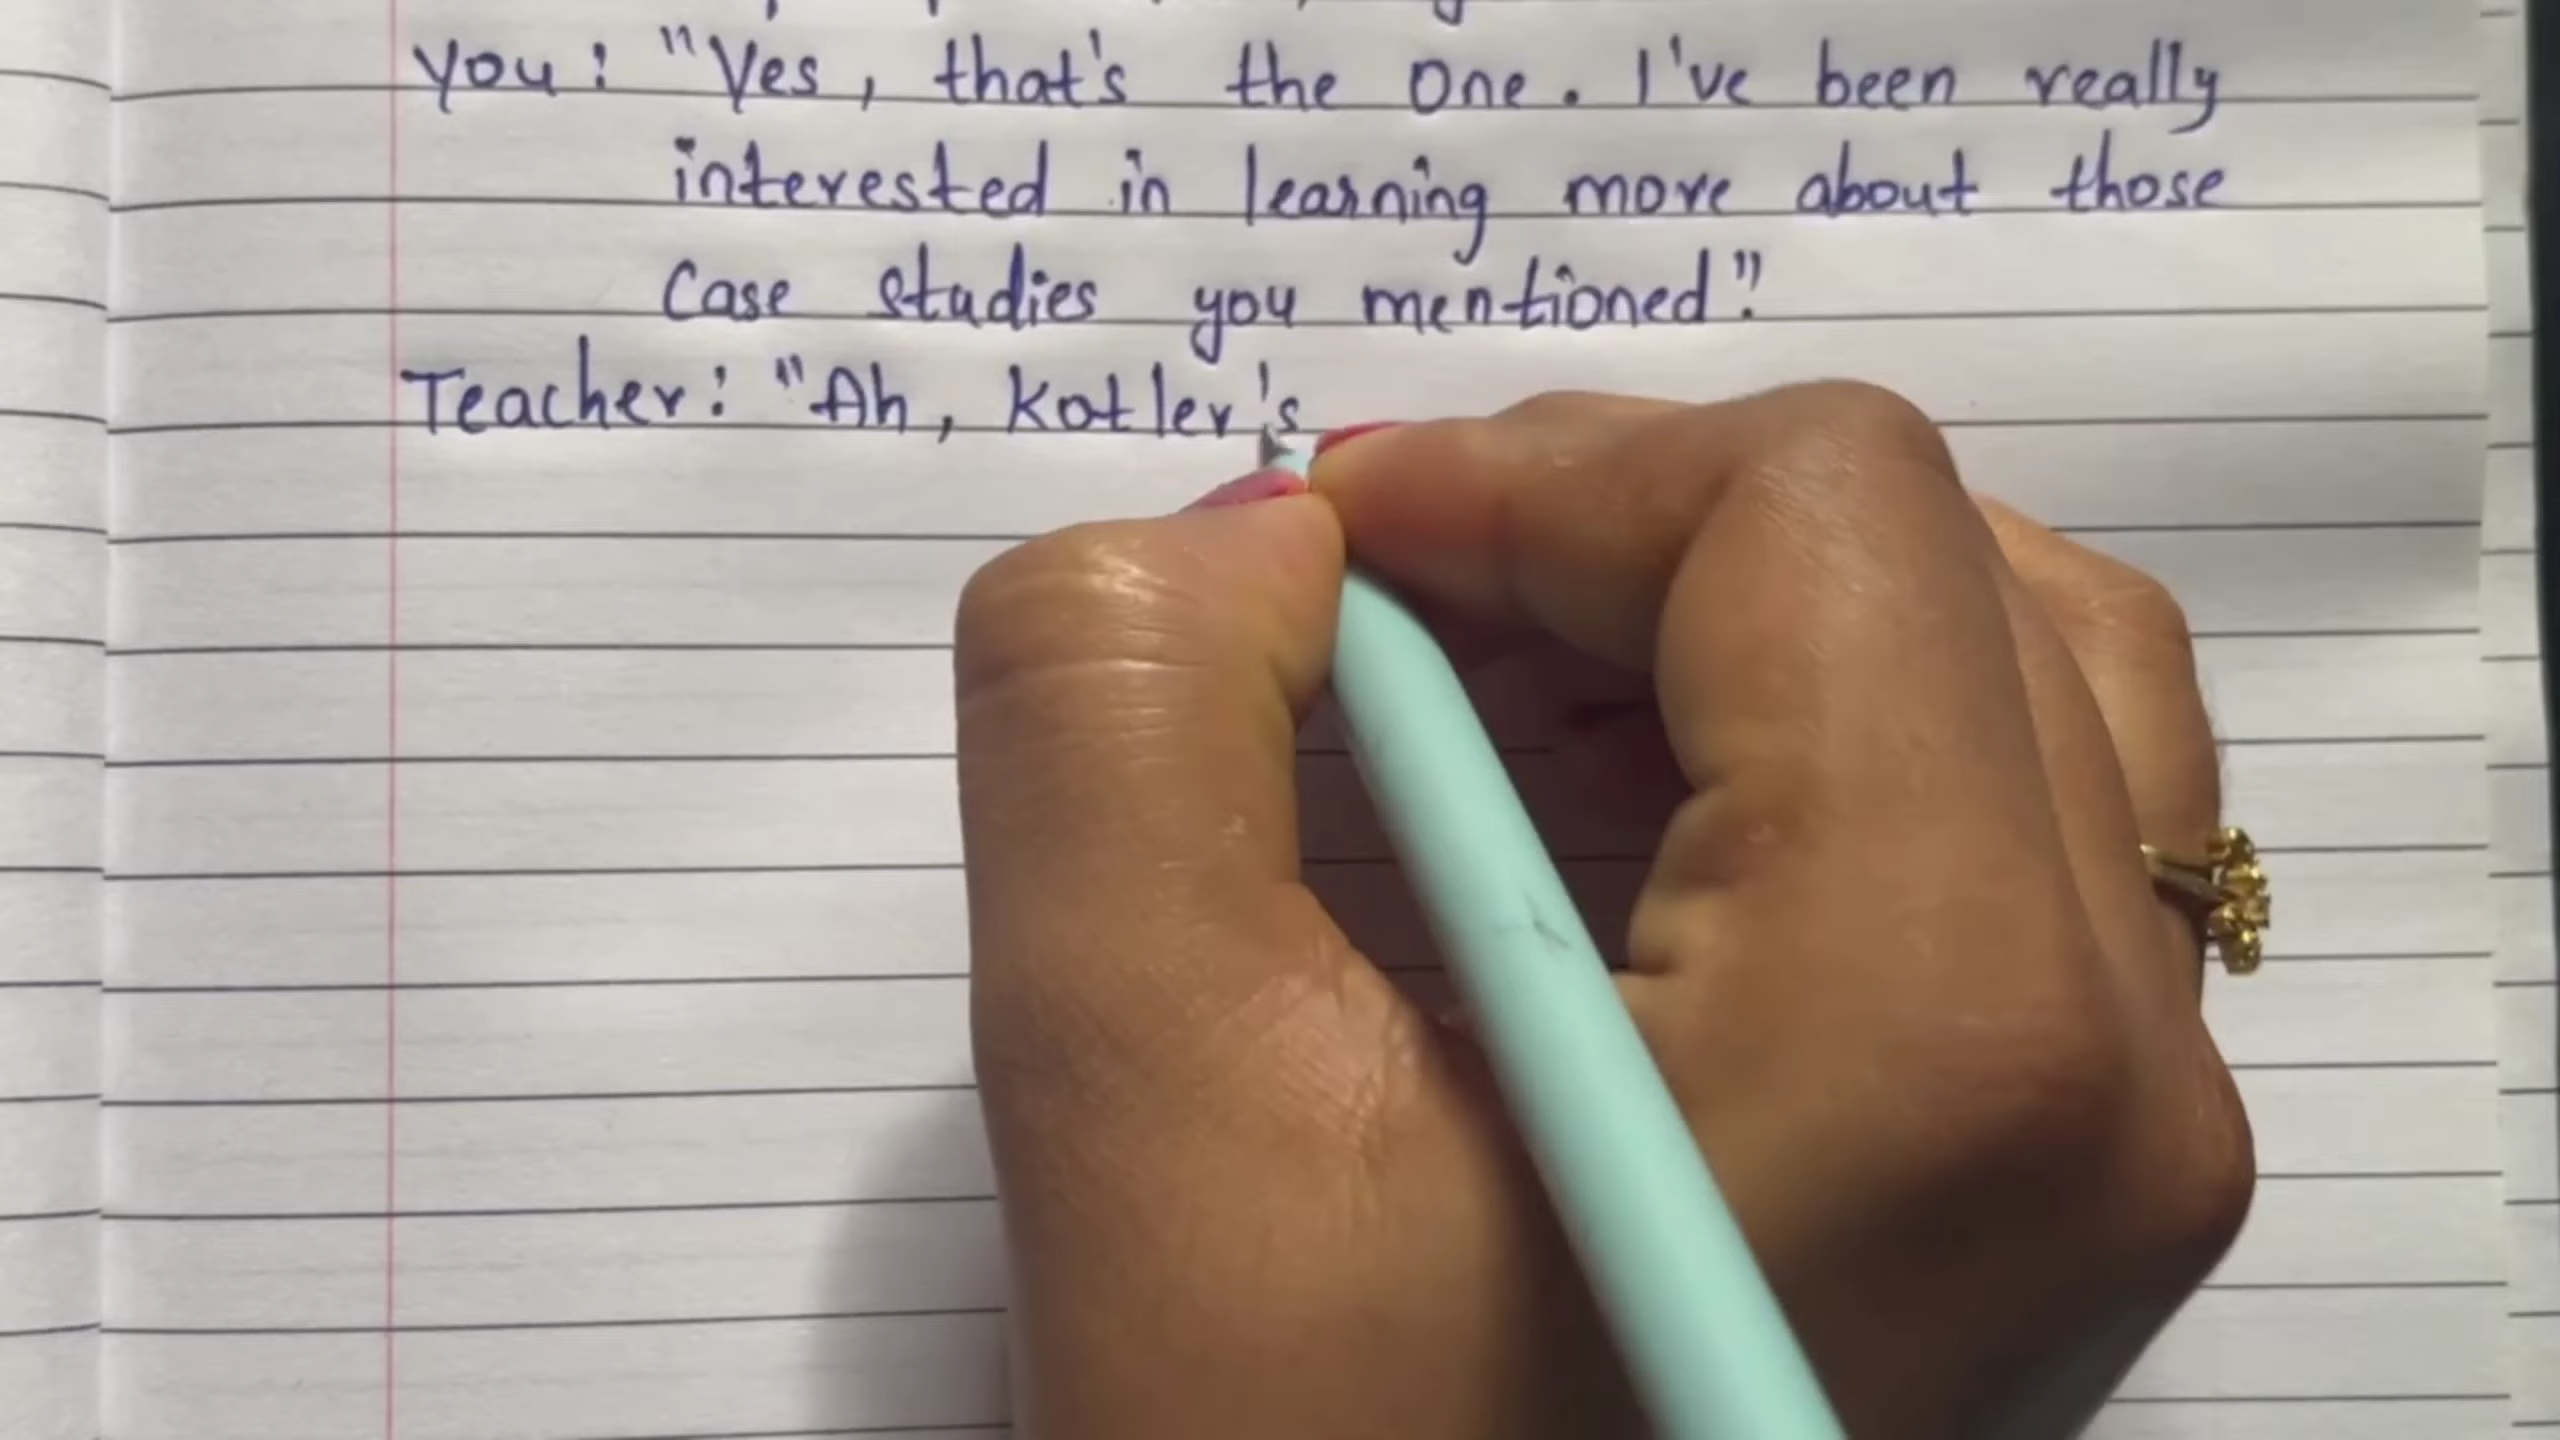 You : "Yes, that's the One. I've been really
interested in learning more about those
Case studies you mentioned."
Teacher : "Ah, Kotler's